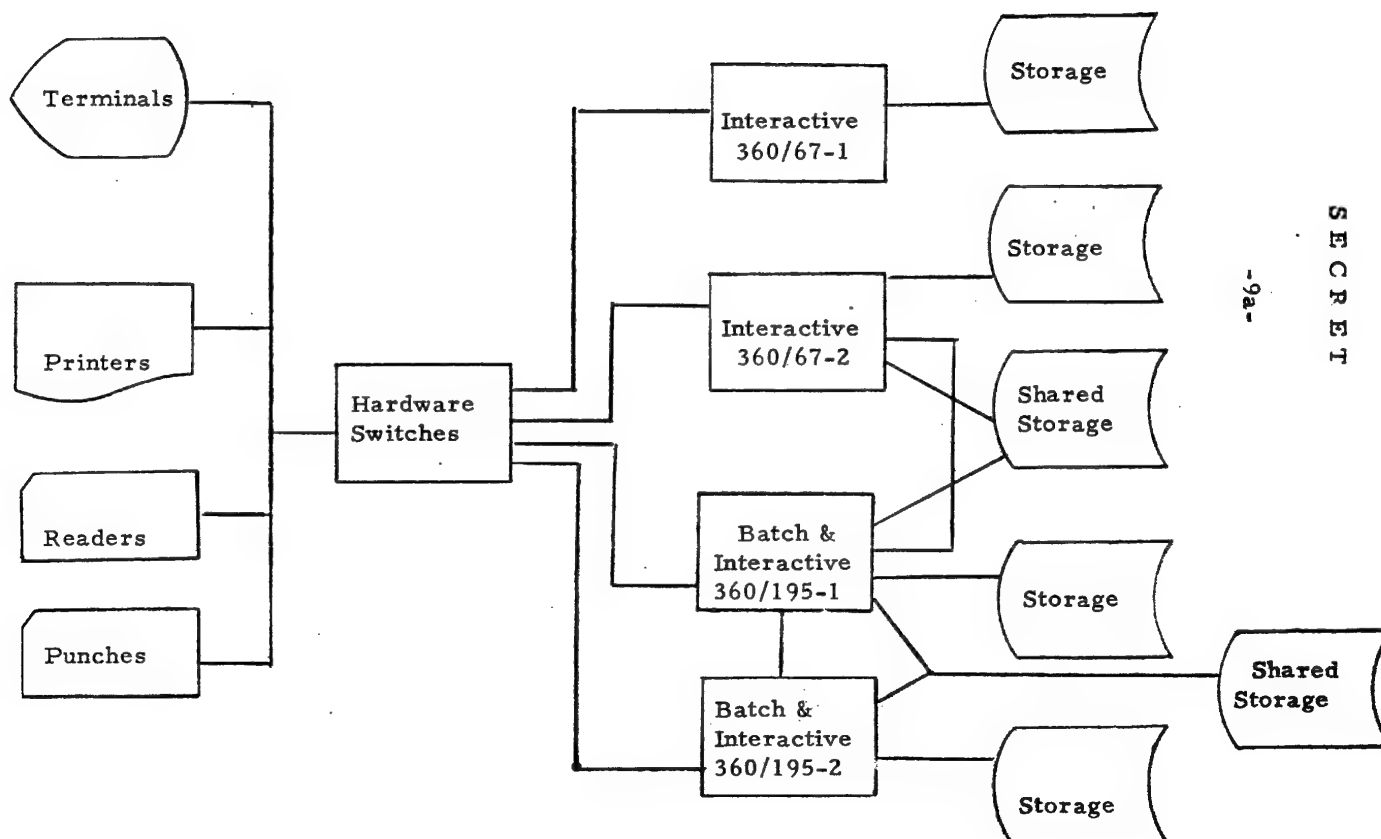 Terminals
Printers
Readers
Punches
Hardware
Switches
Interactive
360/67-1
Interactive
360/67-2
Batch &
Interactive
360/195-1
Batch &
Interactive
360/195-2
Storage
Storage
Shared
Storage
Storage
Shared
Storage
Storage
SECRET
-9a-